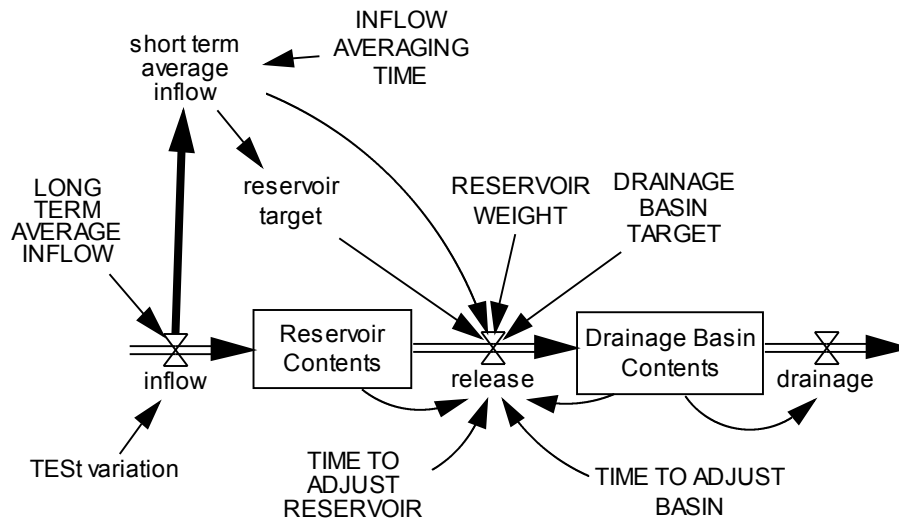 short term
average
inflow
INFLOW
AVERAGING
TIME
LONG
TERM
AVERAGE
INFLOW
reservoir
target
RESERVOIR
WEIGHT
DRAINAGE
BASIN
TARGET
inflow
Reservoir
Contents
release
Drainage Basin
Contents
drainage
TESt variation
TIME TO
ADJUST
RESERVOIR
TIME TO ADJUST
BASIN